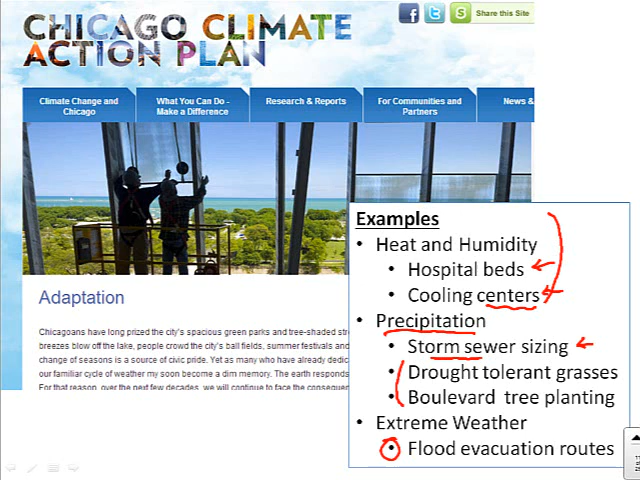 CHICAGO CLIMATE
ACTION PLAN
Share this Site
Climate Change and
Chicago
What You Can Do -
Make a Difference
Research & Reports
For Communities and
Partners
News &
Adaptation
Chicagoans have long prized the city's spacious green parks and tree-shaded str
breezes blow off the lake, people crowd the city's ball fields, summer festivals and
change of seasons is a source of civic pride. Yet as many who have already dedic
our familiar cycle of weather my soon become a dim memory. The earth responds
For that reason, over the next few decades, we will continue to face the consequen
Examples
• Heat and Humidity
• Hospital beds
• Cooling centers
• Precipitation
• Storm sewer sizing
• Drought tolerant grasses
• Boulevard tree planting
• Extreme Weather
• Flood evacuation routes